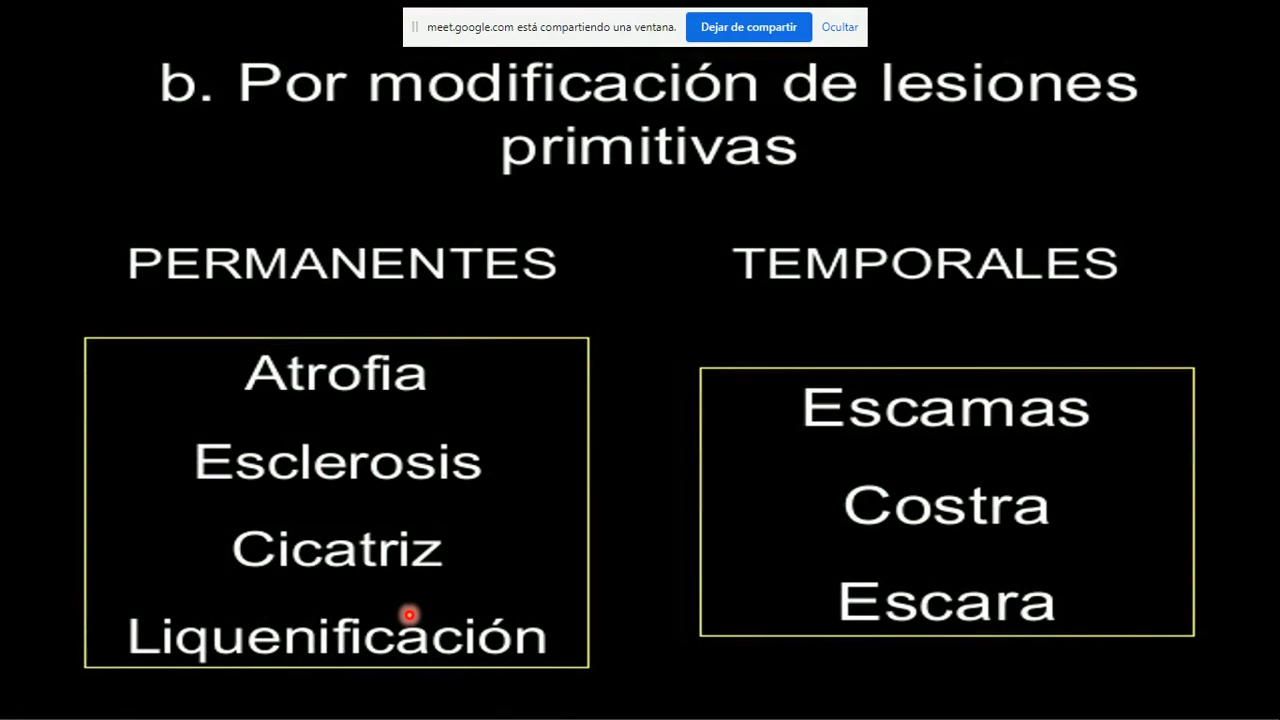 meet.google.com está compartiendo una ventana. Dejar de compartir Ocultar
b. Por modificación de lesiones
primitivas
PERMANENTES
TEMPORALES
Atrofia
Esclerosis
Cicatriz
Liquenificación
Escamas
Costra
Escara